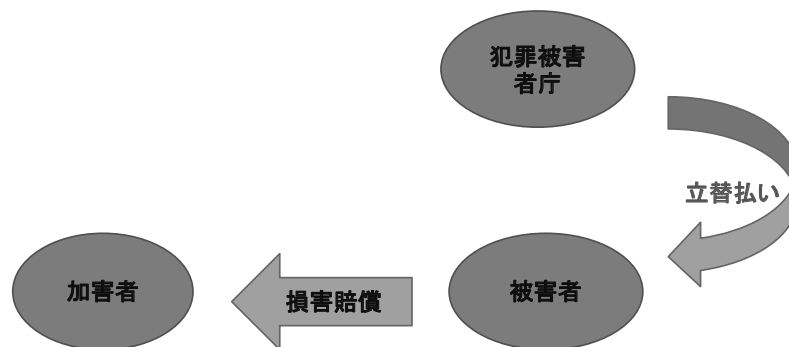 犯罪被害
者庁
立替払い
加害者
損害賠償
被害者